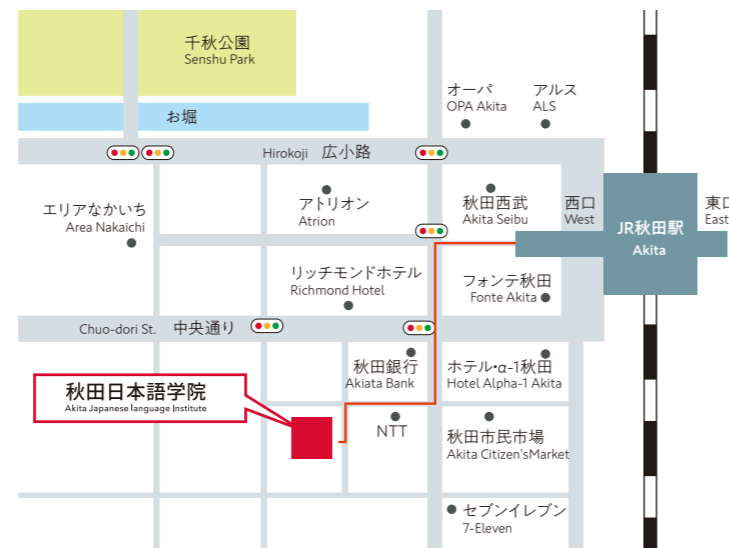 千秋公園
Senshu Park
お堀
オーパ
OPA Akita
アルス
ALS
Hirokoji 広小路
エリアなかいち
Area Nakaichi
アトリオン
Atrion
秋田西武
Akita Seibu
西口
West
JR秋田駅
Akita
東口
East
リッチモンドホテル
Richmond Hotel
フォンテ秋田
Fonte Akita
Chuo-dori St. 中央通り
秋田銀行
Akiata Bank
ホテル・α-1秋田
Hotel Alpha-1 Akita
秋田日本語学院
Akita Japanese language Institute
NTT
秋田市民市場
Akita Citizen'sMarket
セブンイレブン
7-Eleven